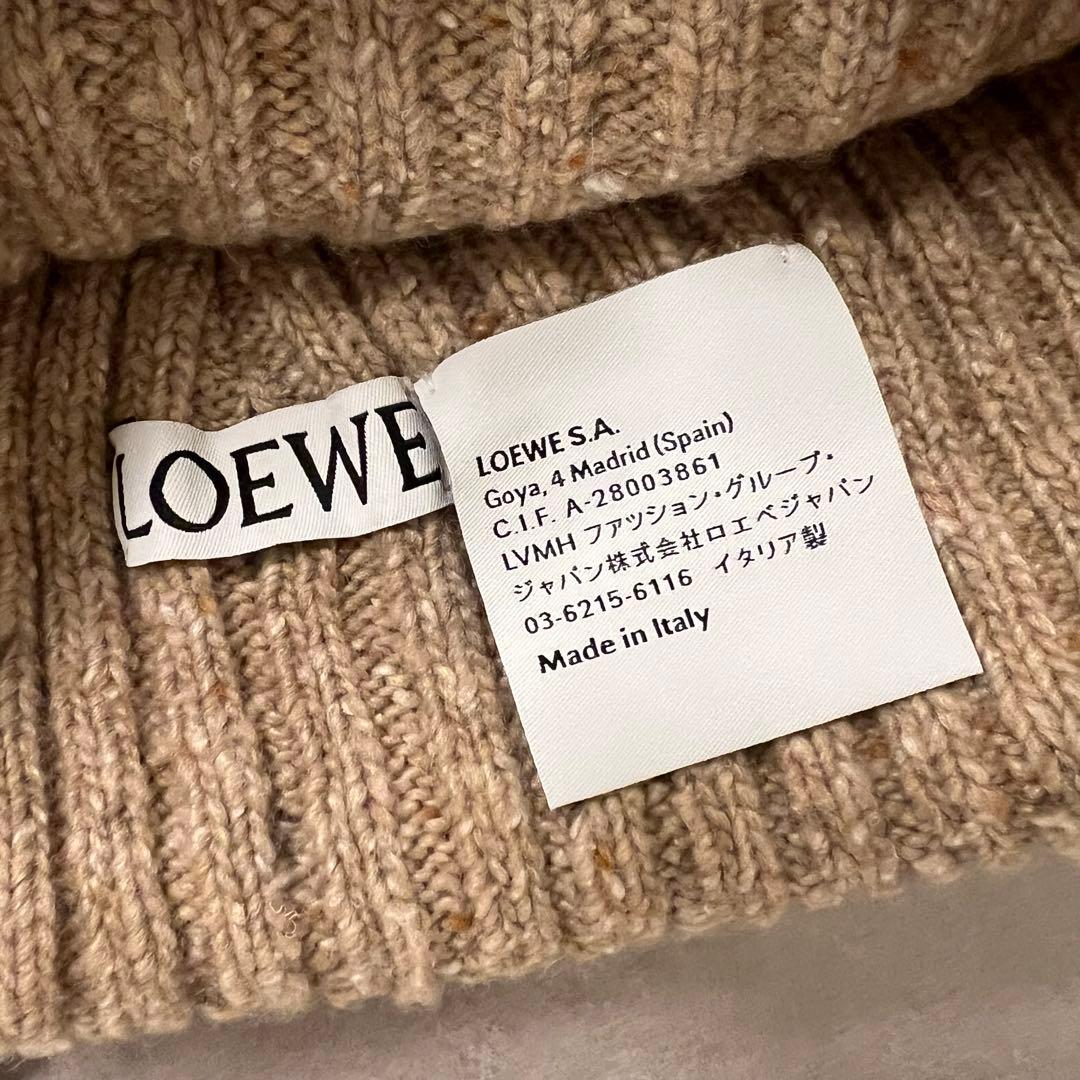 LOEWE
LOEWE S.A.
Goya, 4 Madrid (Spain)
C.I.F. A-28003861
LVMH ファッション・グループ・
ジャパン株式会社ロエベジャパン
03-6215-6116 イタリア製
Made in Italy